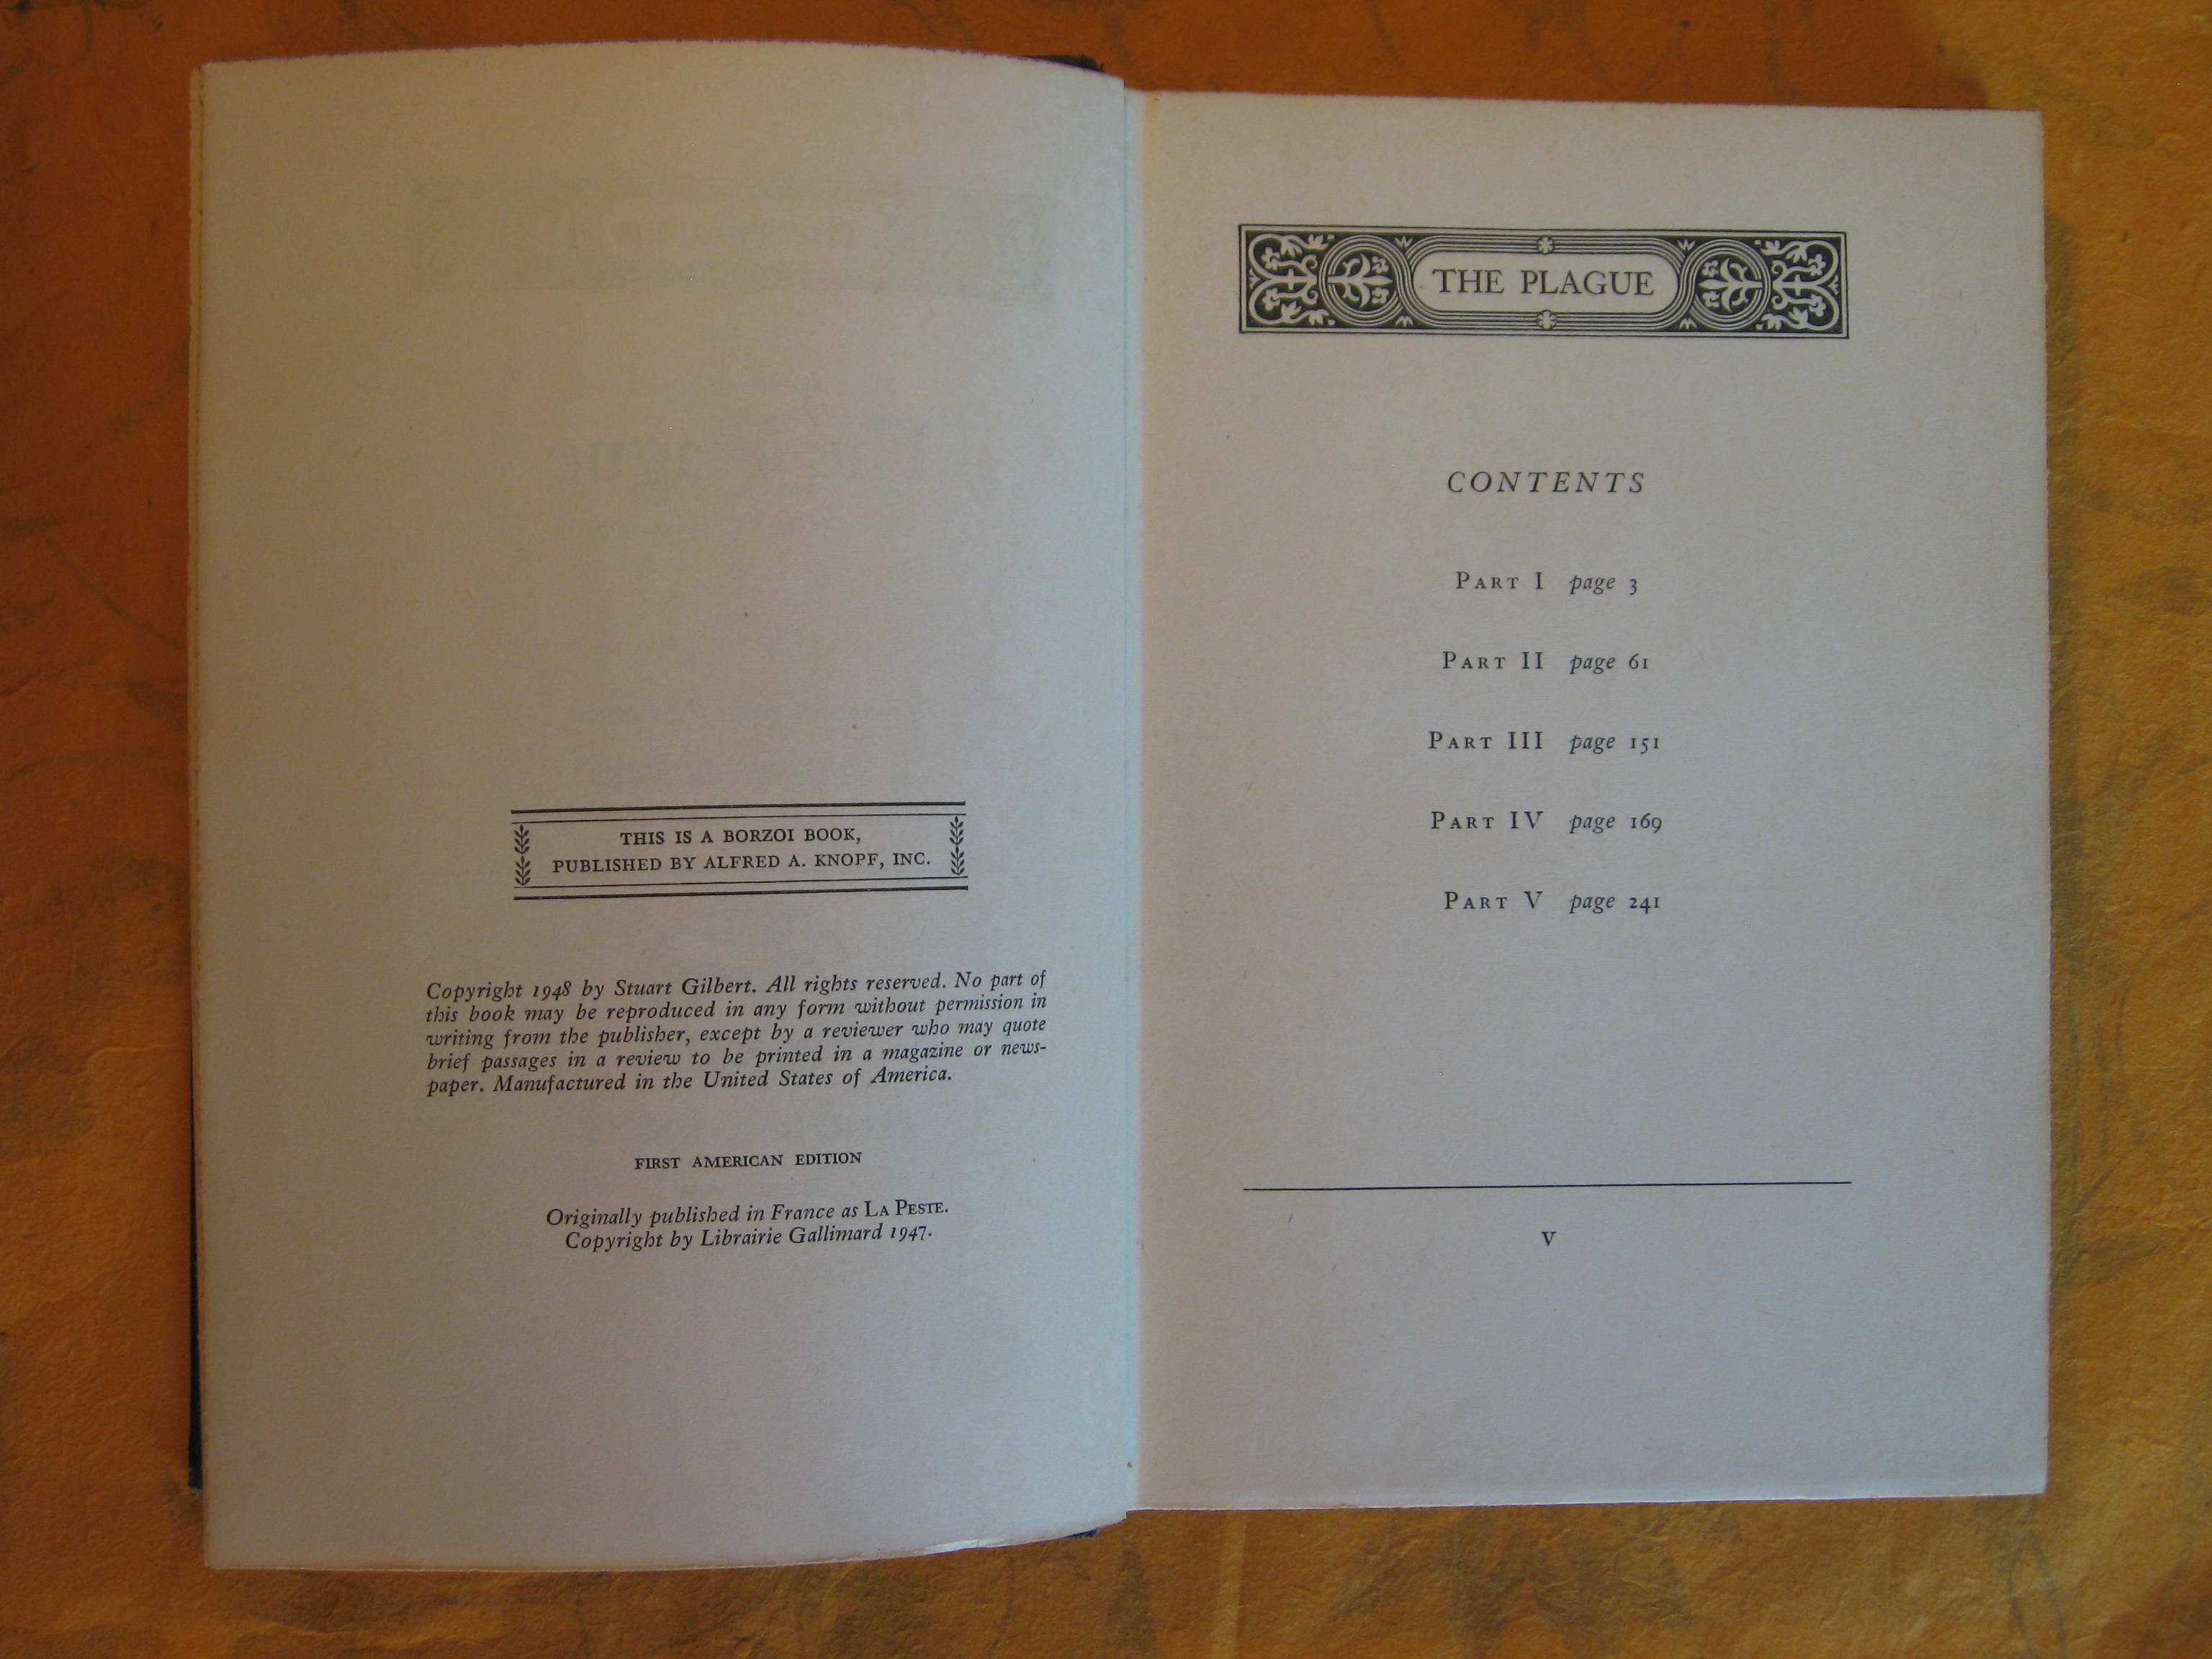 THIS IS A BORZOI BOOK,
PUBLISHED BY ALFRED A. KNOPF, INC.
Copyright 1948 by Stuart Gilbert. All rights reserved. No part of
this book may be reproduced in any form without permission in
writing from the publisher, except by a reviewer who may quote
brief passages in a review to be printed in a magazine or news-
paper. Manufactured in the United States of America.
FIRST AMERICAN EDITION
Originally published in France as LA PESTE.
Copyright by Librairie Gallimard 1947.
THE PLAGUE
CONTENTS
PART I page 3
PART II page 61
PART III page 151
PART IV page 169
PART V page 241
v